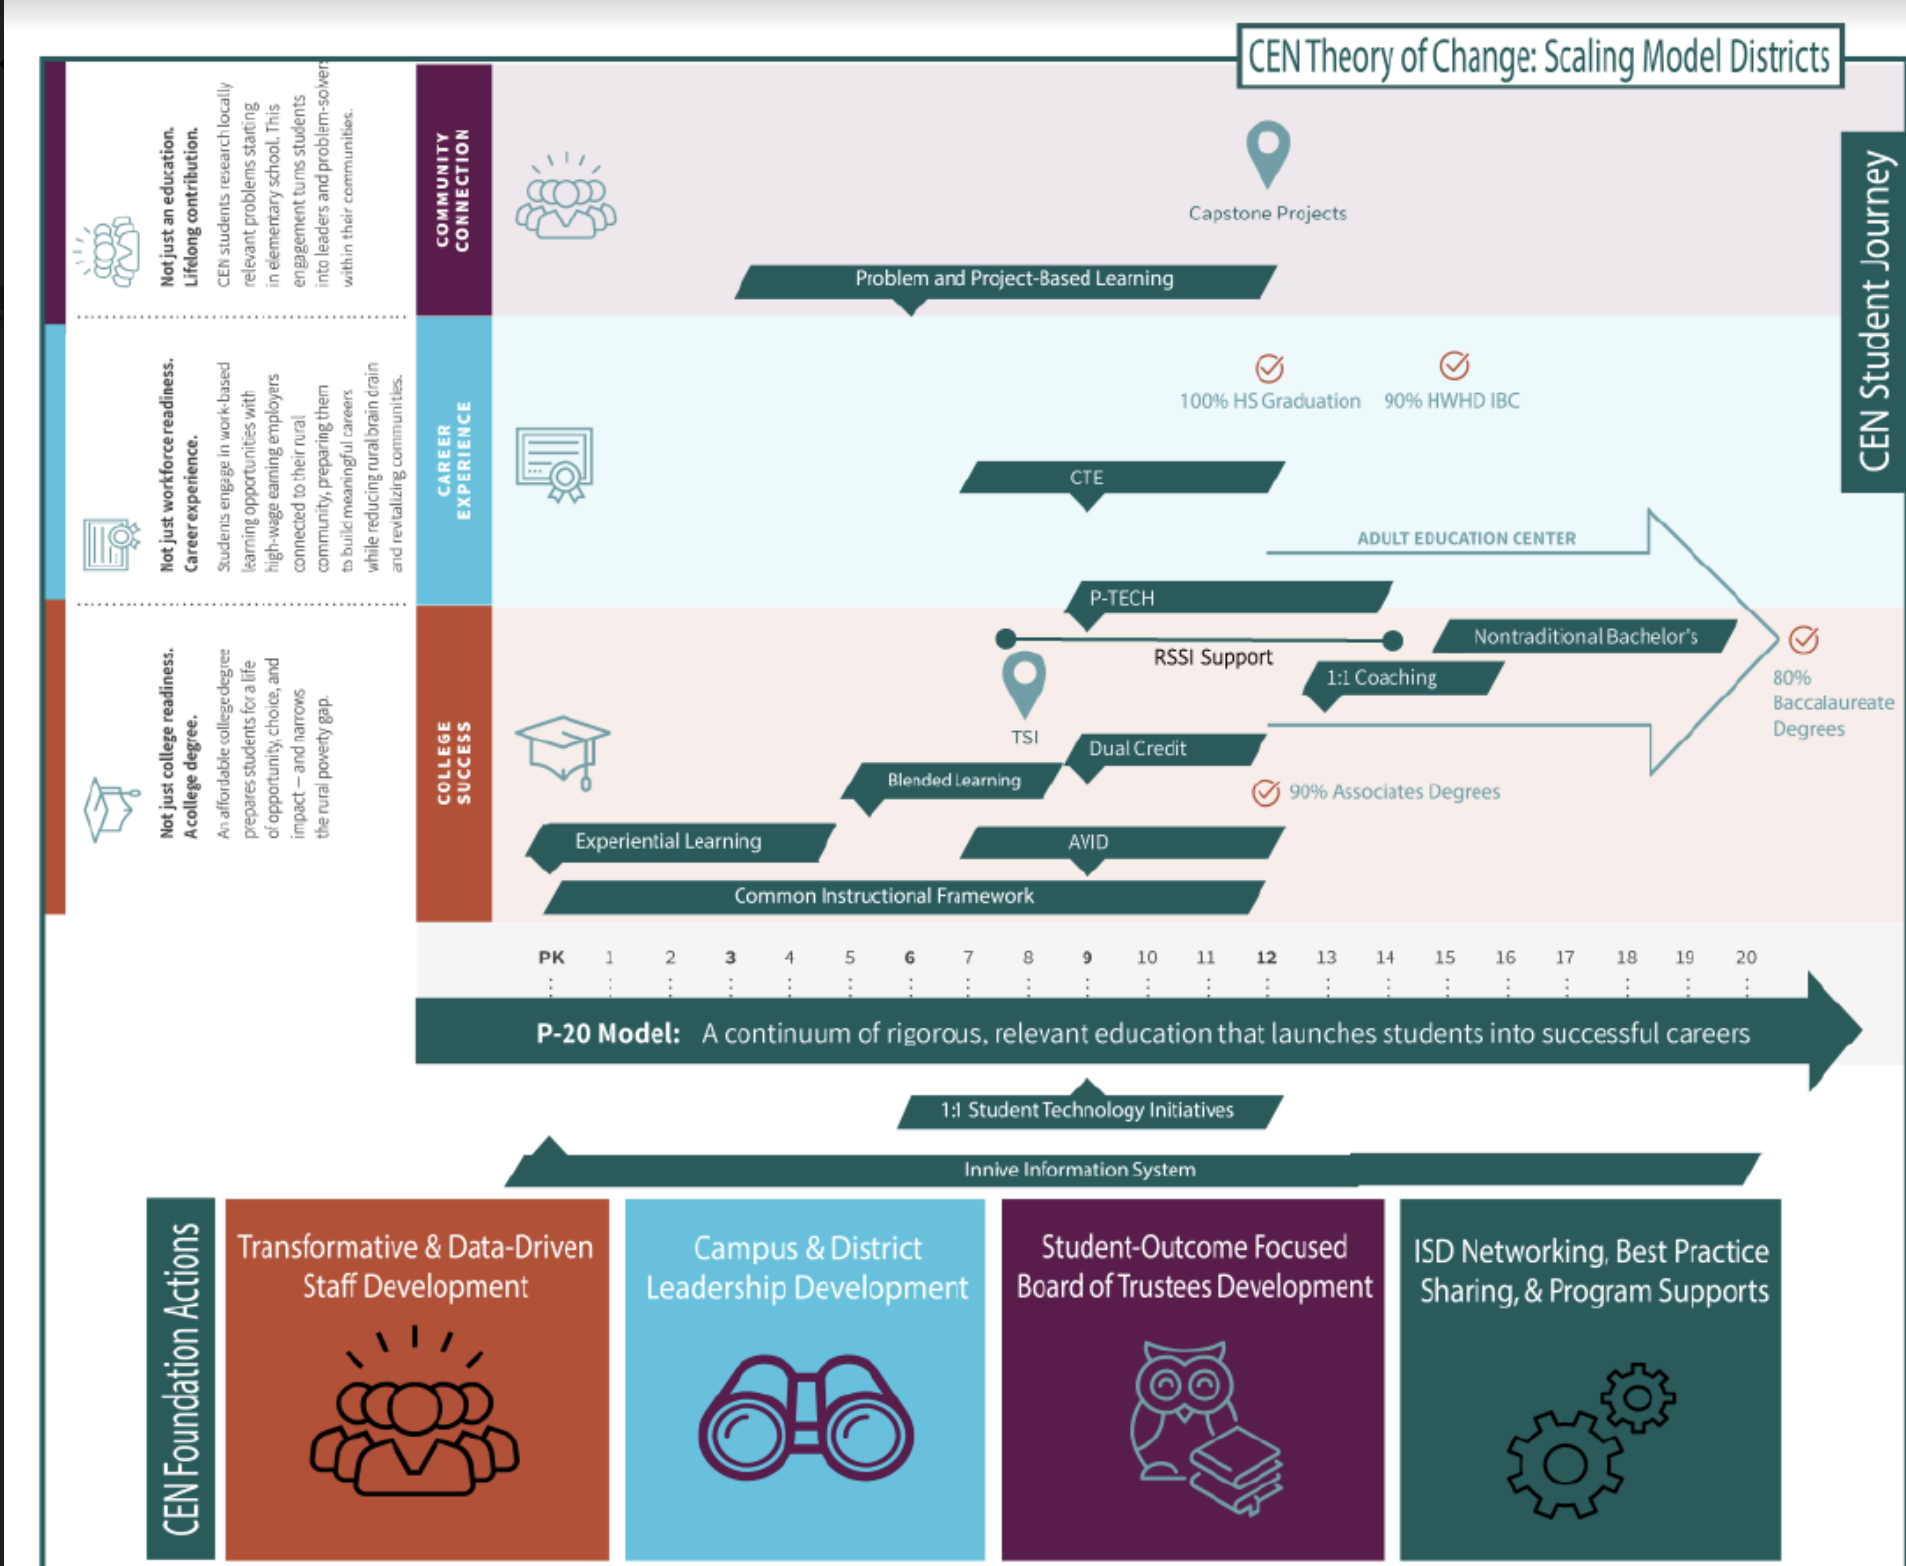 CEN Theory of Change: Scaling Model Districts
CEN Student Journey
Not just an education.
Lifelong contribution.
CEN students research locally
relevant problems starting
in elementary school. This
engagement turns students
into leaders and problem-solvers
within their communities.
COMMUNITY
CONNECTION
Capstone Projects
Problem and Project-Based Learning
Not just workforce readiness.
Career experience.
Students engage in work-based
learning opportunities with
high-wage earning employers
connected to their rural
community, preparing them
to build meaningful careers
while reducing rural brain drain
and revitalizing communities.
CAREER
EXPERIENCE
100% HS Graduation
90% HWHD IBC
CTE
ADULT EDUCATION CENTER
P-TECH
Not just college readiness.
A college degree.
An affordable college degree
prepares students for a life
of opportunity, choice, and
impact — and narrows
the rural poverty gap.
COLLEGE
SUCCESS
RSSI Support
Nontraditional Bachelor's
1:1 Coaching
80%
Baccalaureate
Degrees
TSI
Dual Credit
Blended Learning
90% Associates Degrees
Experiential Learning
AVID
Common Instructional Framework
PK 1 2 3 4 5 6 7 8 9 10 11 12 13 14 15 16 17 18 19 20
P-20 Model: A continuum of rigorous, relevant education that launches students into successful careers
1:1 Student Technology Initiatives
Innive Information System
CEN Foundation Actions
Transformative & Data-Driven
Staff Development
Campus & District
Leadership Development
Student-Outcome Focused
Board of Trustees Development
ISD Networking, Best Practice
Sharing, & Program Supports